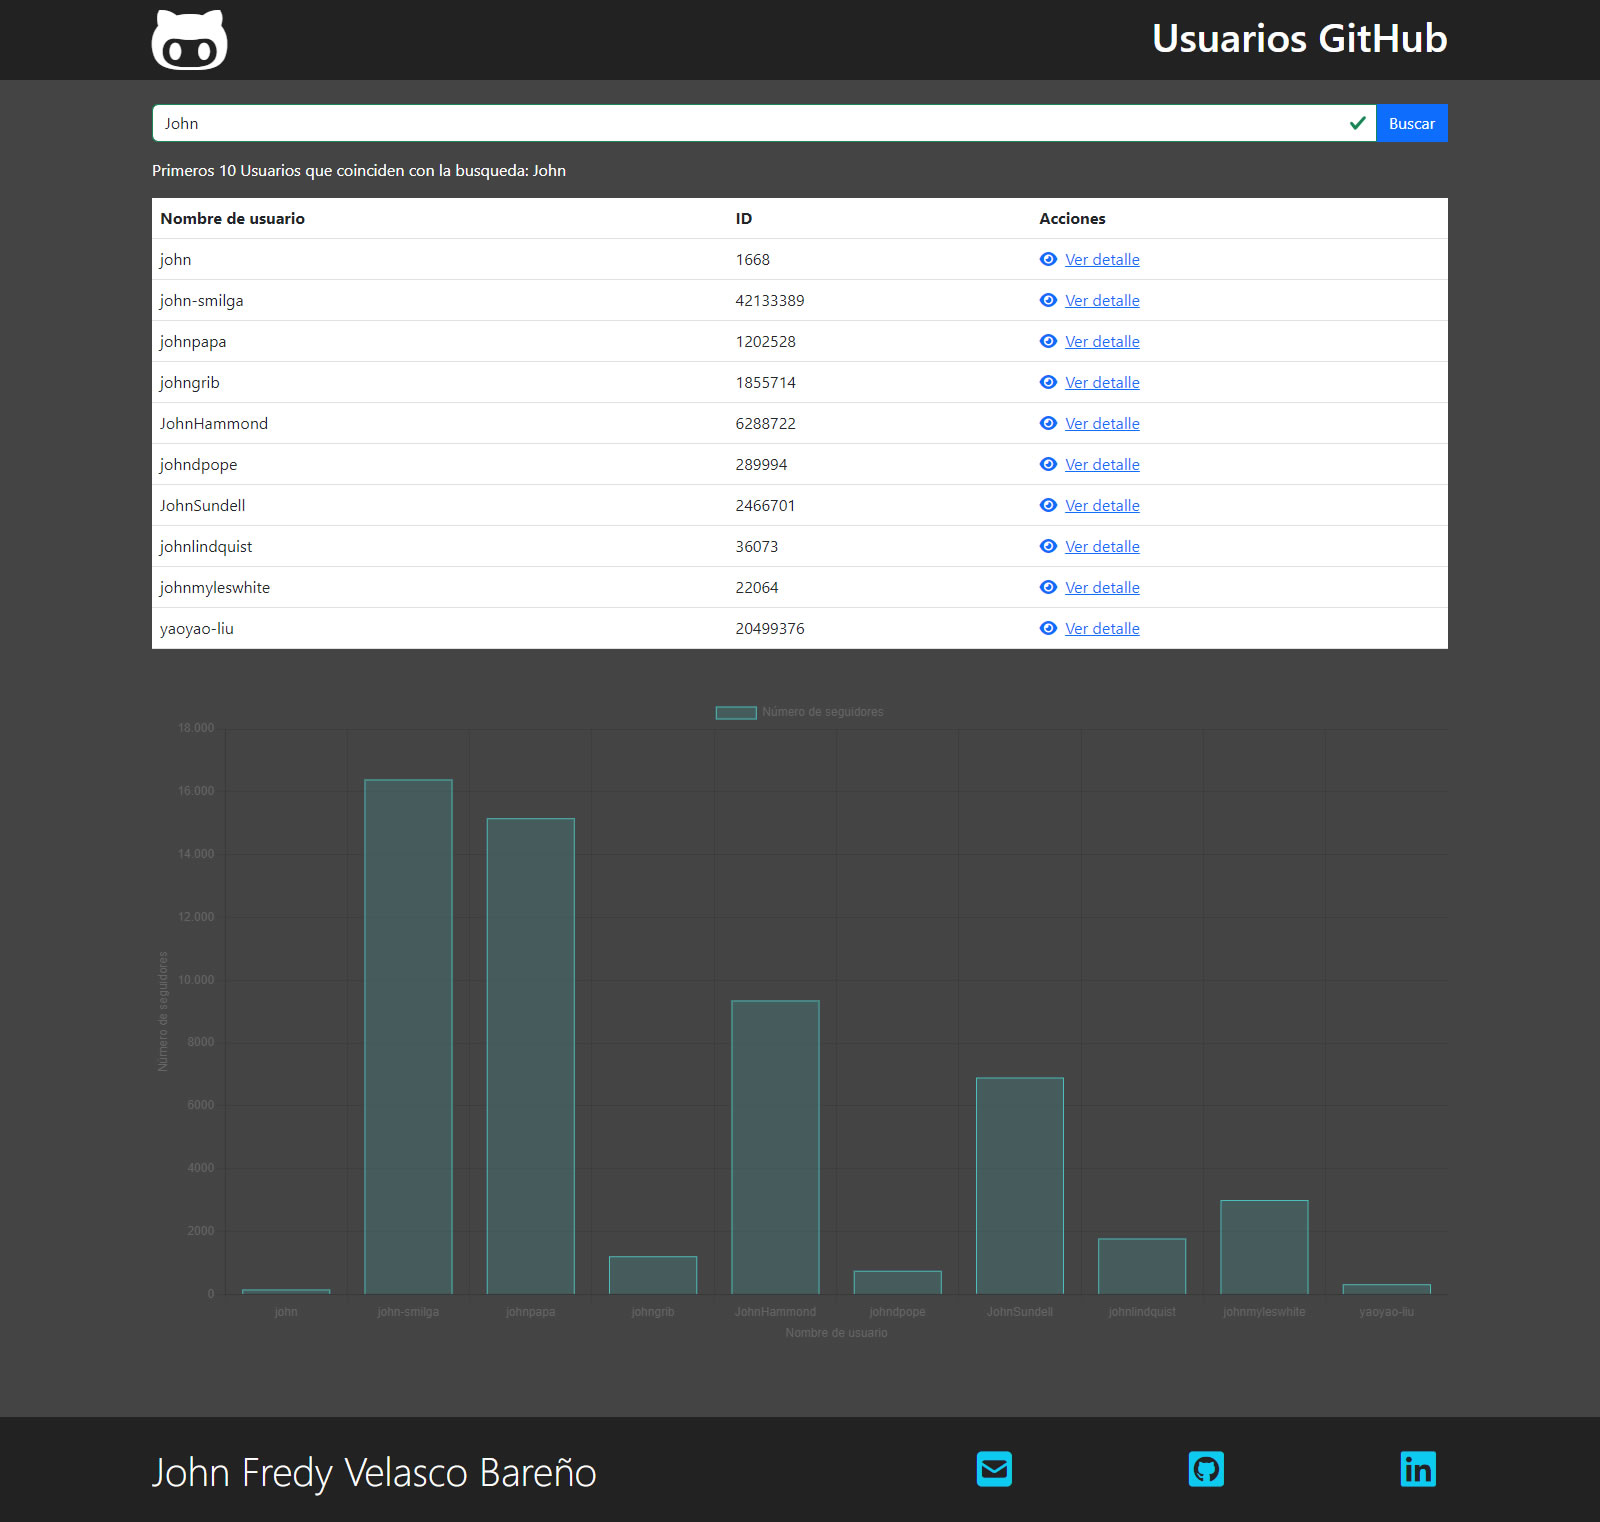 Usuarios GitHub
John
Buscar
Primeros 10 Usuarios que coinciden con la busqueda: John
Nombre de usuario ID Acciones
john 1668 Ver detalle
john-smilga 42133389 Ver detalle
johnpapa 1202528 Ver detalle
johngrib 1855714 Ver detalle
JohnHammond 6288722 Ver detalle
johndpope 289994 Ver detalle
JohnSundell 2466701 Ver detalle
johnlindquist 36073 Ver detalle
johnmyleswhite 22064 Ver detalle
yaoyao-liu 20499376 Ver detalle
Número de seguidores
18.000
16.000
14.000
12.000
10.000
8000
6000
4000
2000
0
Número de seguidores
john john-smilga johnpapa johngrib JohnHammond johndpope JohnSundell johnlindquist johnmyleswhite yaoyao-liu
Nombre de usuario
John Fredy Velasco Bareño